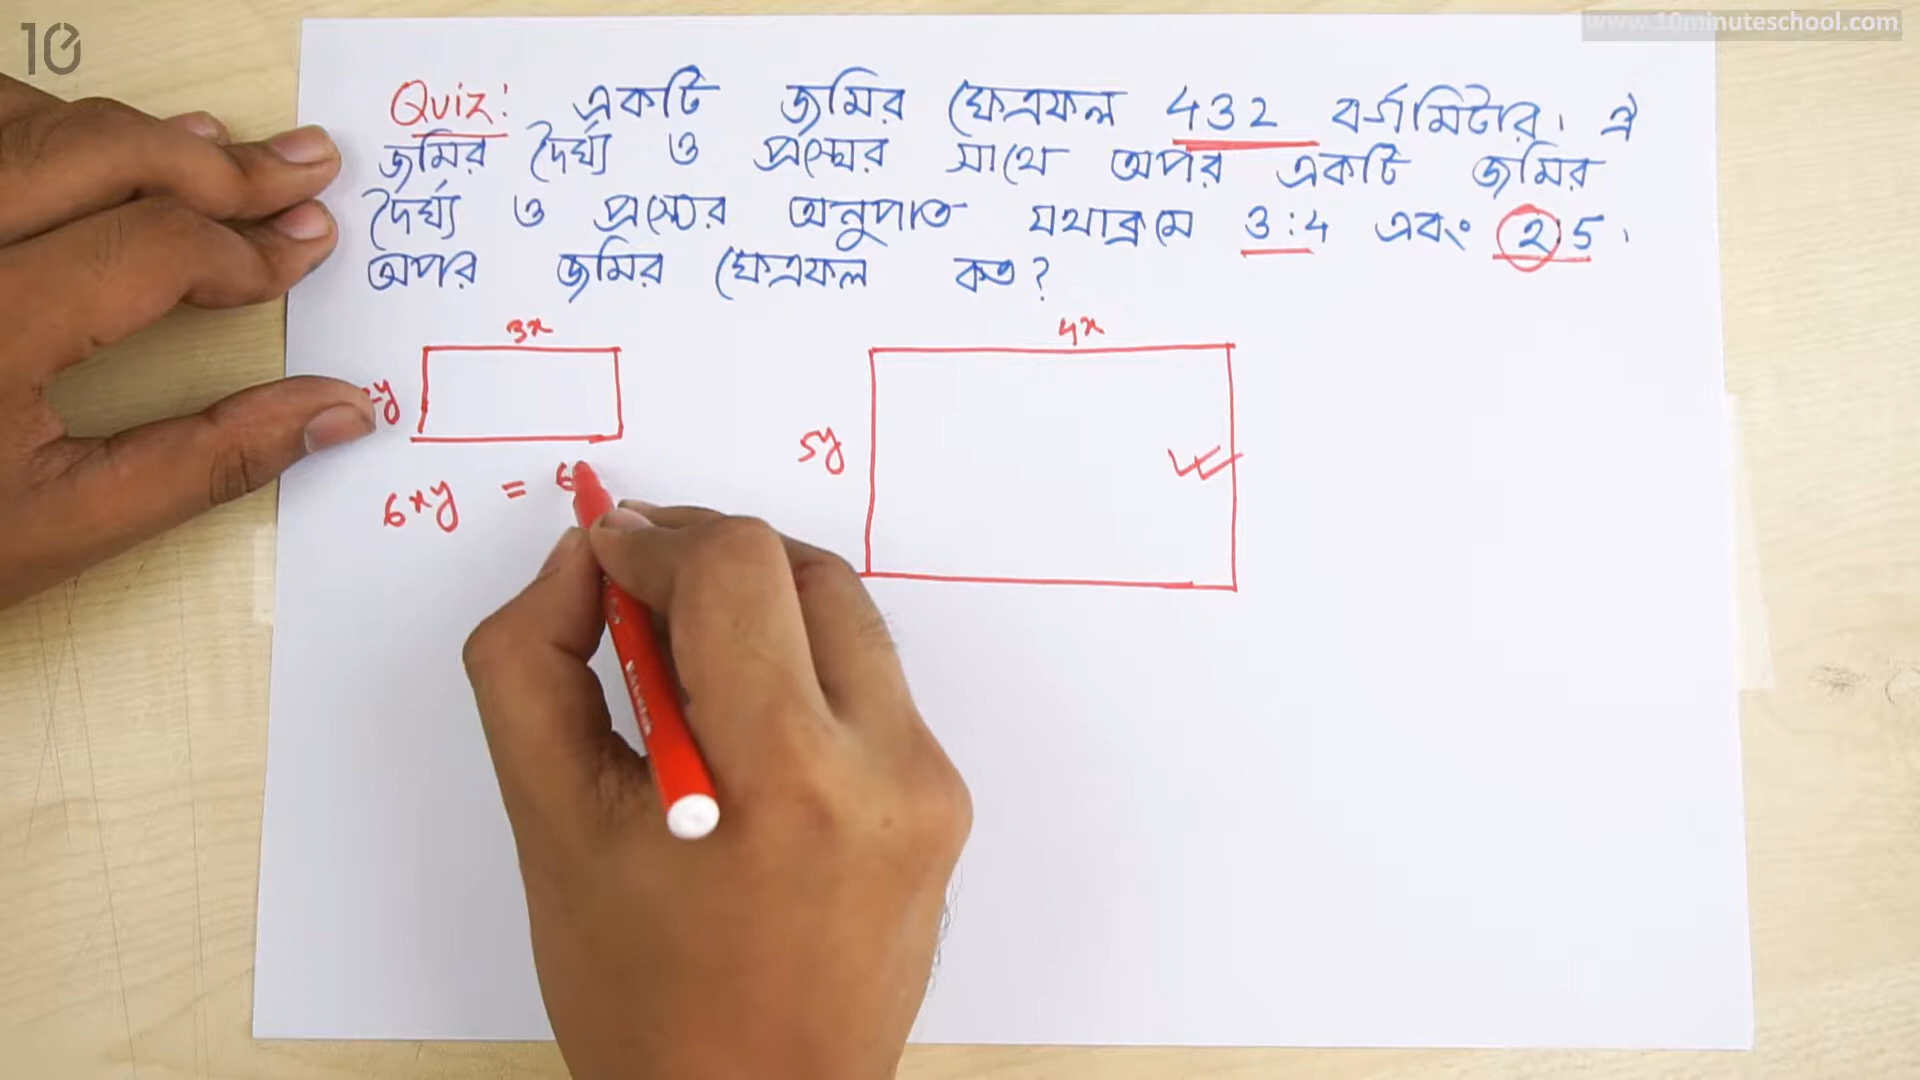 10
www.10minuteschool.com
Quiz: একটি জমির ক্ষেত্রফল 432 বর্গমিটার। ঐ
জমির দৈর্ঘ্য ও প্রস্থের সাথে অপর একটি জমির
দৈর্ঘ্য ও প্রস্থের অনুপাত যথাক্রমে 3:4 এবং 2:5।
অপর জমির ক্ষেত্রফল কত?
3x
4x
5y
6xy =